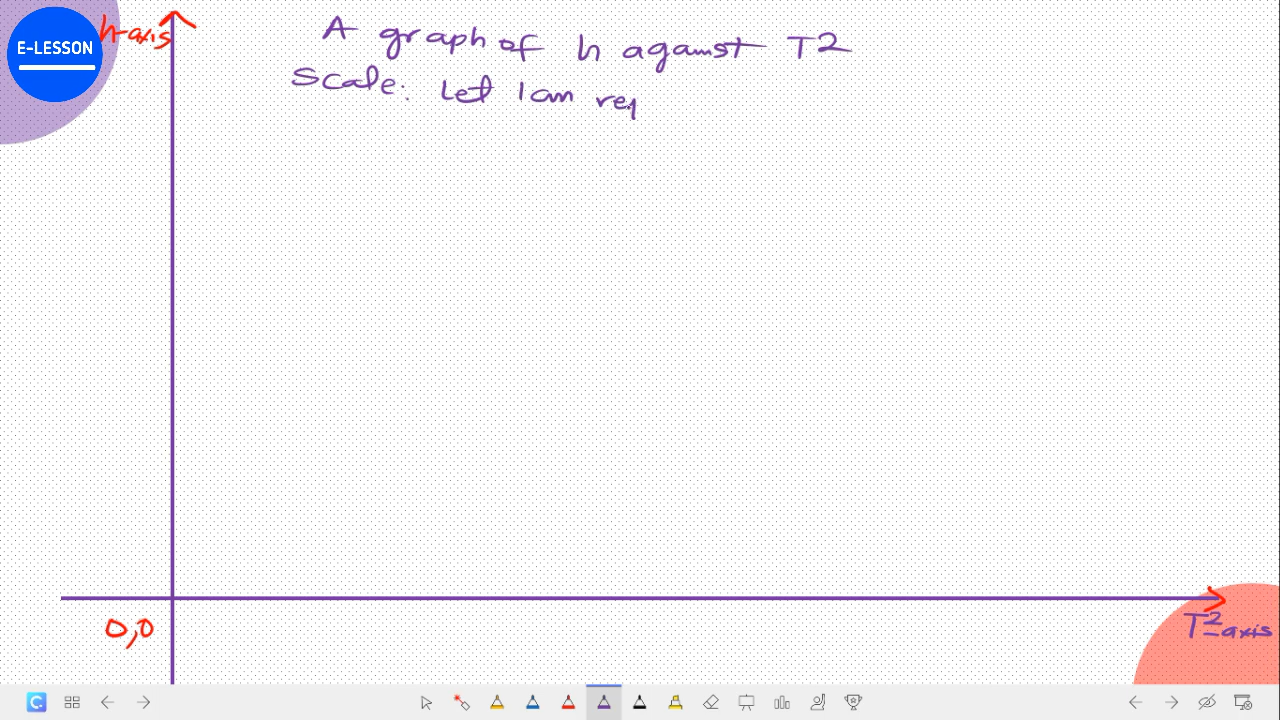 E-LESSON
h-axis
A graph of h against T2
Scale: Let 1cm rep
0,0
T²-axis